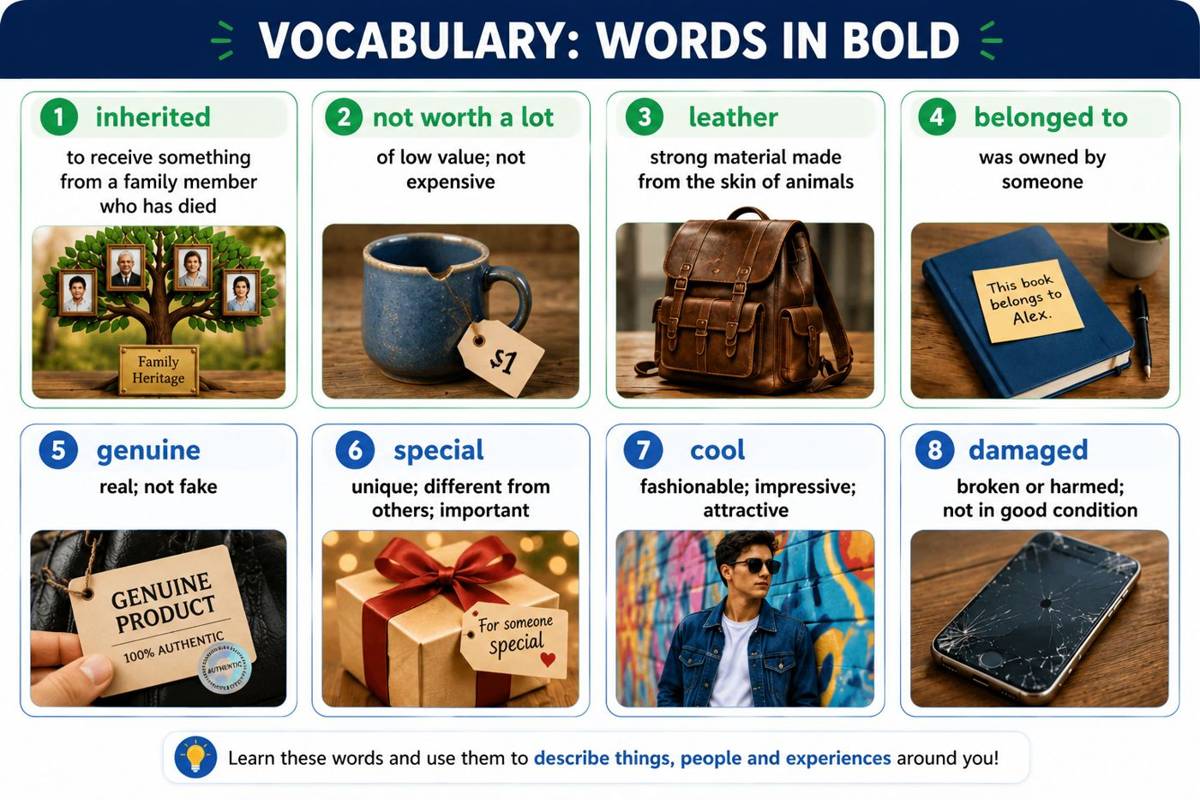 VOCABULARY: WORDS IN BOLD
1 inherited
to receive something
from a family member
who has died
Family
Heritage
2 not worth a lot
of low value; not
expensive
$1
3 leather
strong material made
from the skin of animals
4 belonged to
was owned by
someone
This book
belongs to
Alex.
5 genuine
real; not fake
GENUINE
PRODUCT
100% AUTHENTIC
AUTHENTIC
6 special
unique; different from
others; important
For someone
special
7 cool
fashionable; impressive;
attractive
8 damaged
broken or harmed;
not in good condition
Learn these words and use them to describe things, people and experiences around you!